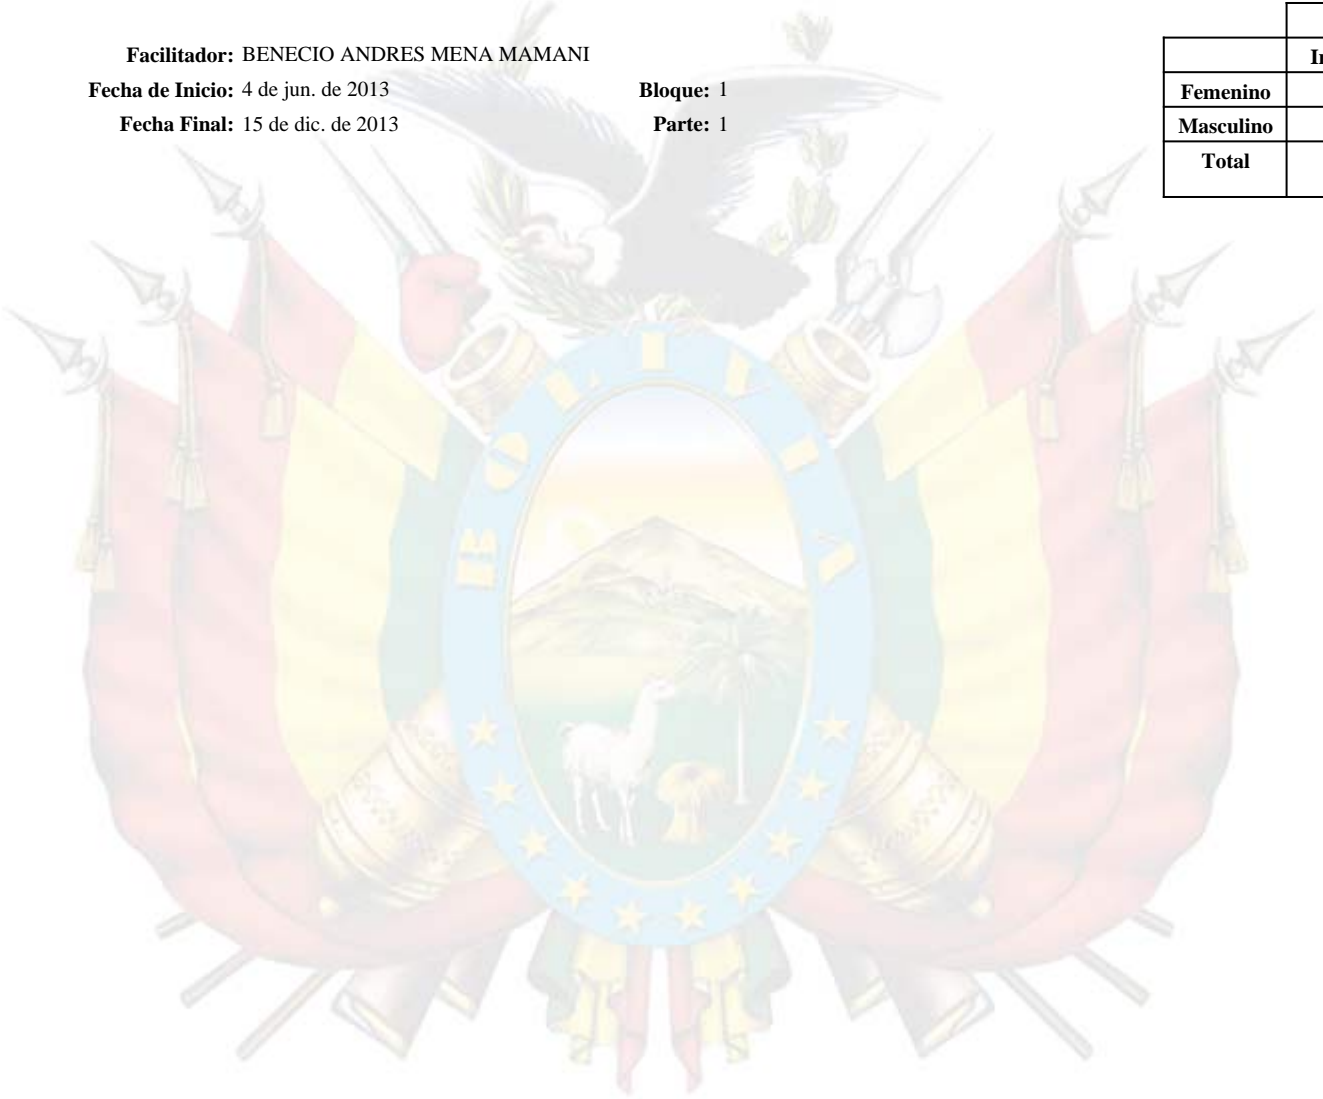 Facilitador: BENECIO ANDRES MENA MAMANI
Fecha de Inicio: 4 de jun. de 2013 Bloque: 1
Fecha Final: 15 de dic. de 2013 Parte: 1
Femenino
Masculino
Total
BOLIVIA